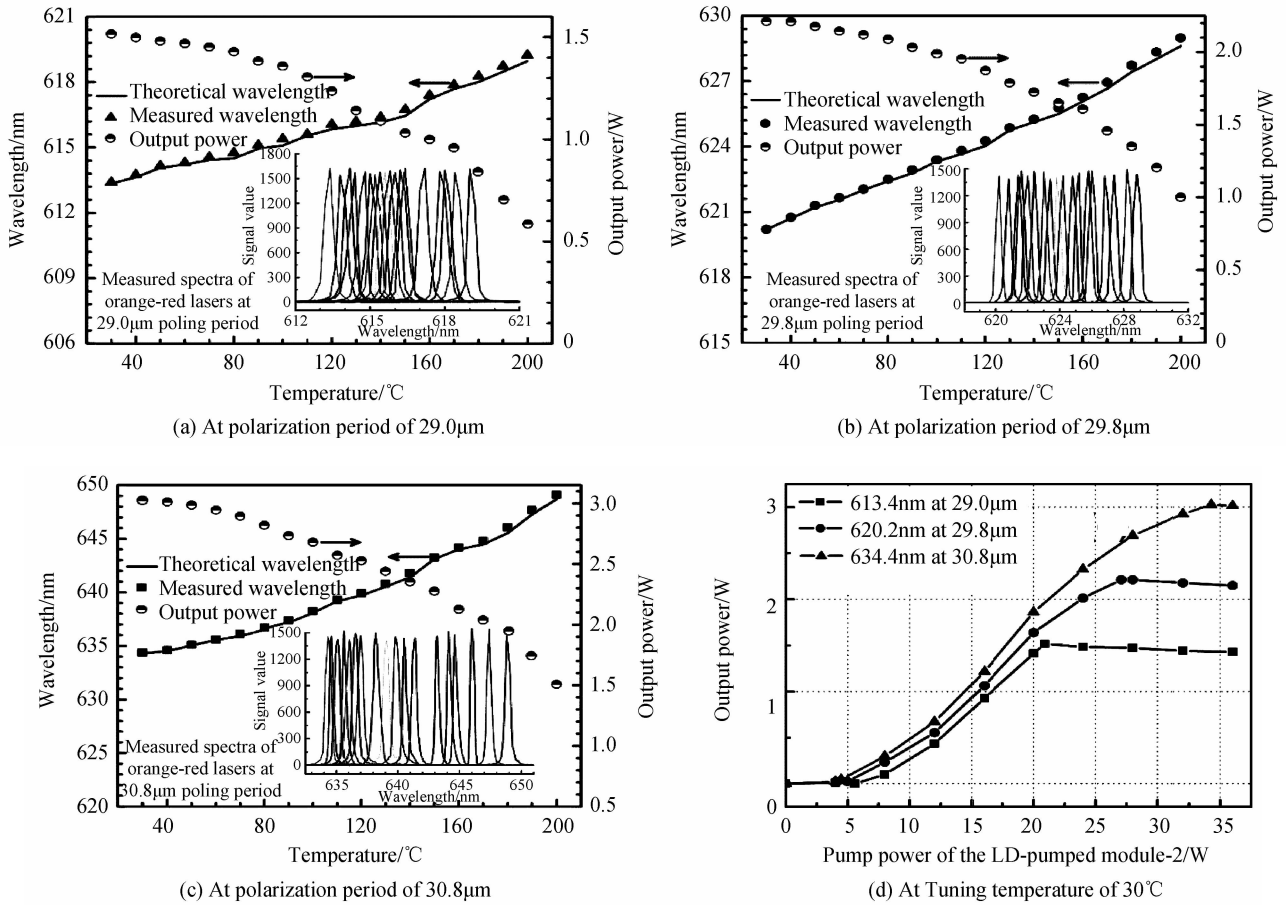 621
618
615
612
609
606
Wavelength/nm
Theoretical wavelength
Measured wavelength
Output power
1800
1500
1200
900
600
300
0
Signal value
612 615 618 621
Wavelength/nm
Measured spectra of
orange-red lasers at
29.0μm poling period
1.5
1.0
0.5
0
Output power/W
40 80 120 160 200
Temperature/℃
(a) At polarization period of 29.0μm
630
627
624
621
618
615
Wavelength/nm
Theoretical wavelength
Measured wavelength
Output power
1500
1200
900
600
300
0
Signal value
620 624 628 632
Wavelength/nm
Measured spectra of
orange-red lasers at
29.8μm poling period
2.0
1.5
1.0
0.5
0
Output power/W
40 80 120 160 200
Temperature/℃
(b) At polarization period of 29.8μm
650
645
640
635
630
625
620
Wavelength/nm
Theoretical wavelength
Measured wavelength
Output power
1500
1200
900
600
300
0
Signal value
635 640 645 650
Wavelength/nm
Measured spectra of
orange-red lasers at
30.8μm poling period
3.0
2.5
2.0
1.5
1.0
0.5
Output power/W
40 80 120 160 200
Temperature/℃
(c) At polarization period of 30.8μm
3
2
1
0
Output power/W
613.4nm at 29.0μm
620.2nm at 29.8μm
634.4nm at 30.8μm
0 5 10 15 20 25 30 35
Pump power of the LD-pumped module-2/W
(d) At Tuning temperature of 30℃